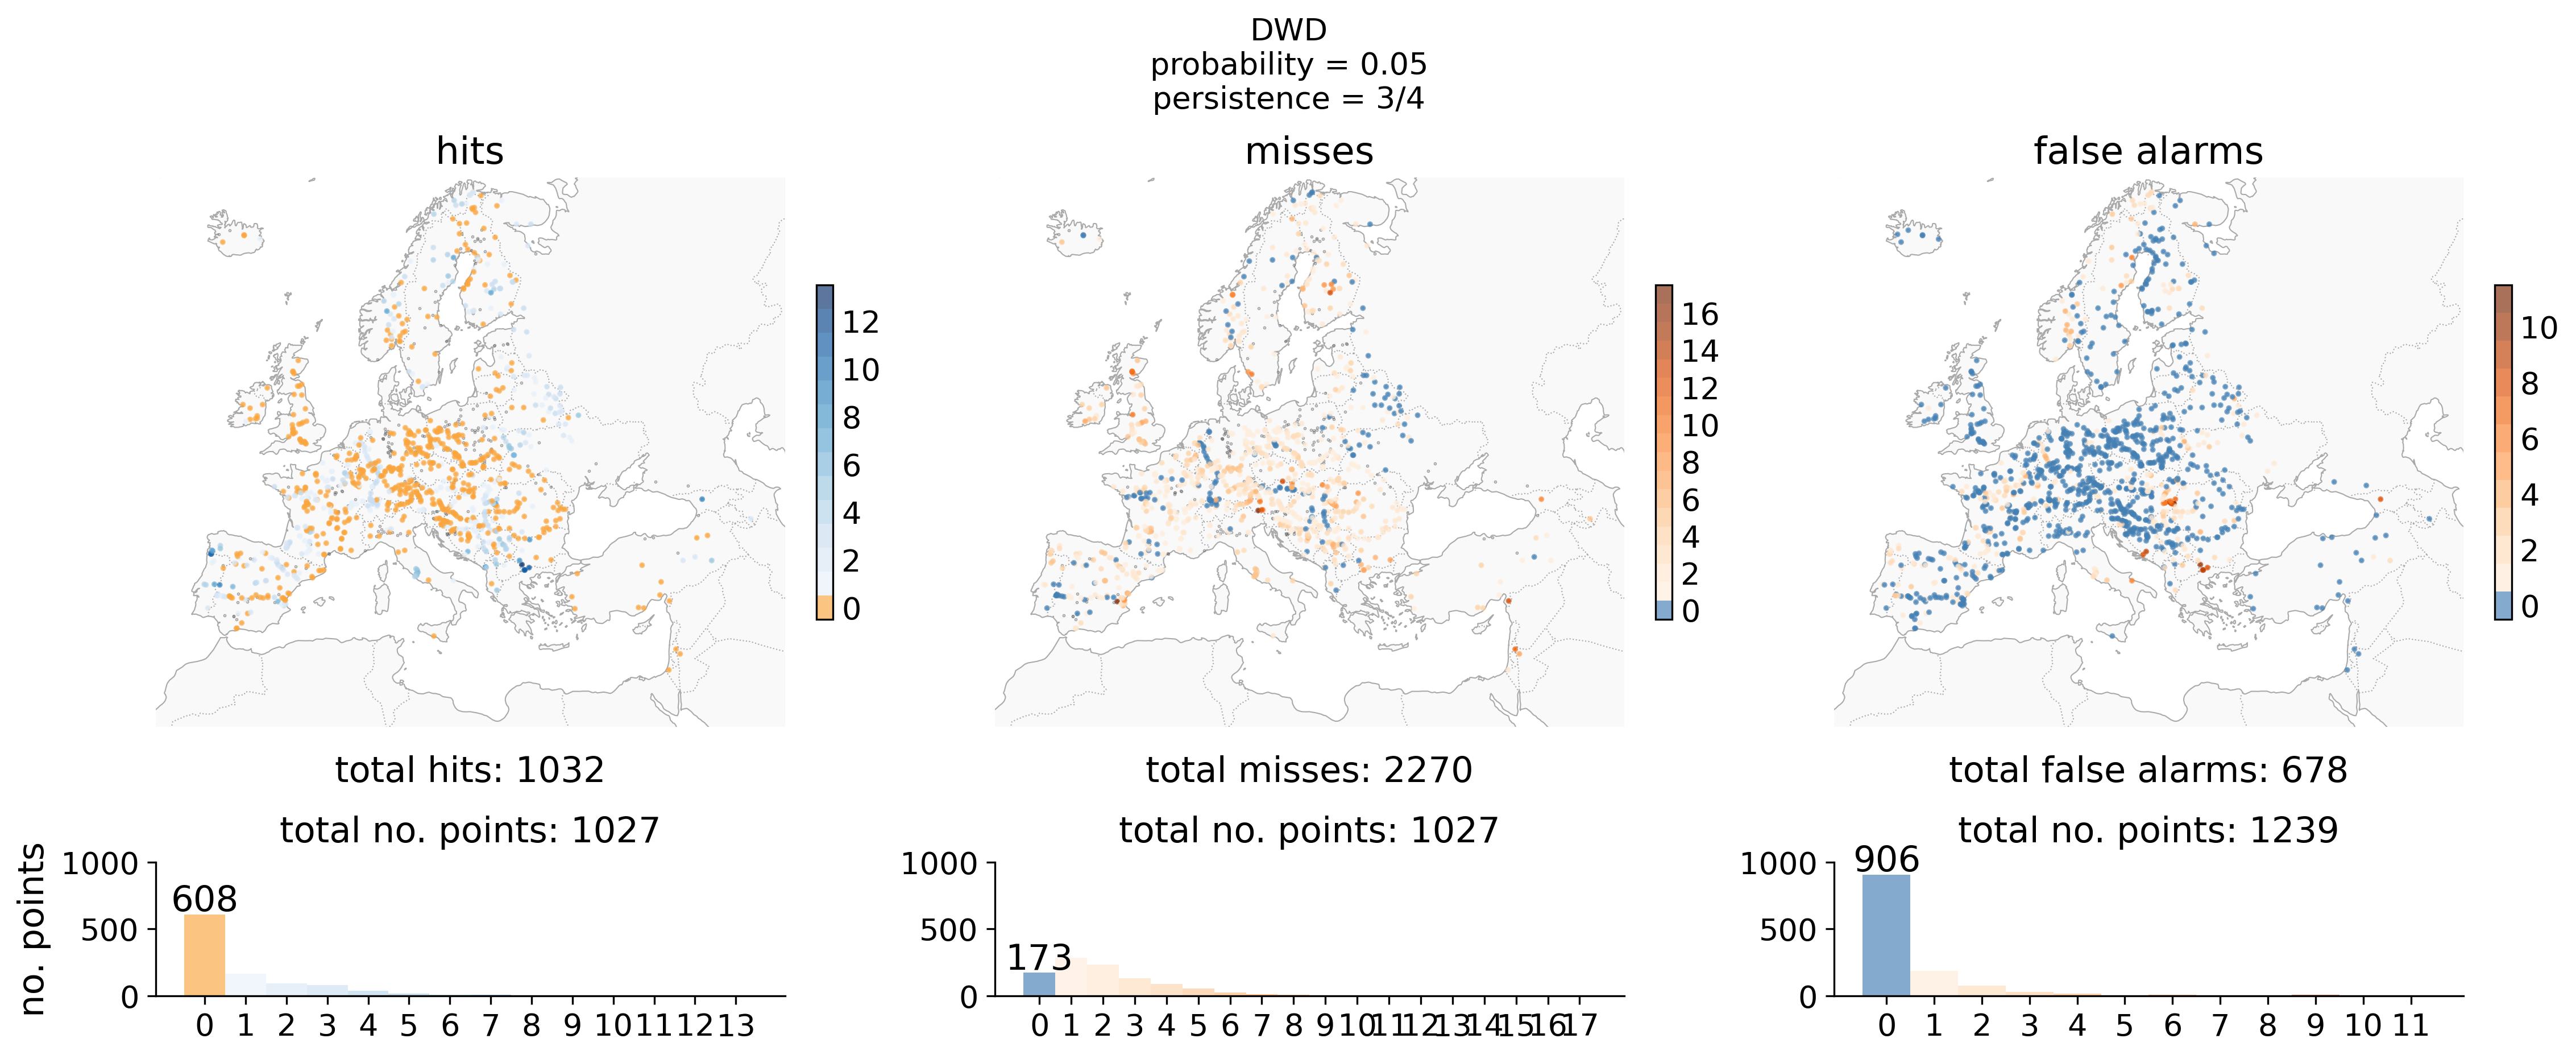 DWD
probability = 0.05
persistence = 3/4
hits
misses
false alarms
12
10
8
6
4
2
0
16
14
12
10
8
6
4
2
0
10
8
6
4
2
0
total hits: 1032
total misses: 2270
total false alarms: 678
total no. points: 1027
total no. points: 1027
total no. points: 1239
no. points
1000
500
0
608
0 1 2 3 4 5 6 7 8 9 10 11 12 13
1000
500
0
173
0 1 2 3 4 5 6 7 8 9 10 11 12 13 14 15 16 17
1000
500
0
906
0 1 2 3 4 5 6 7 8 9 10 11